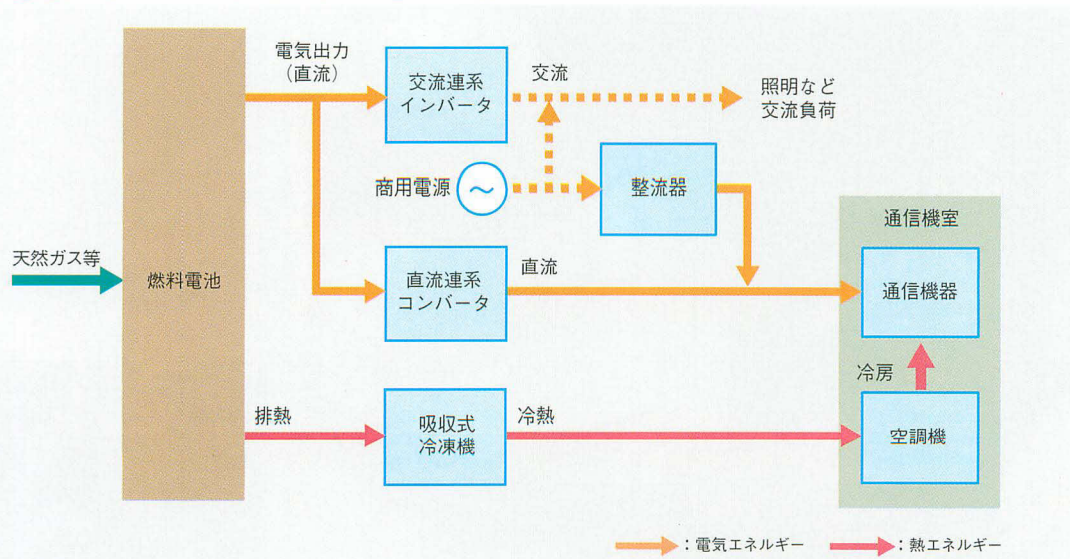 電気出力
（直流）
交流連系
インバータ
交流
照明など
交流負荷
商用電源
～
整流器
通信機室
天然ガス等
燃料電池
直流連系
コンバータ
直流
通信機器
冷房
排熱
吸収式
冷凍機
冷熱
空調機
：電気エネルギー
：熱エネルギー